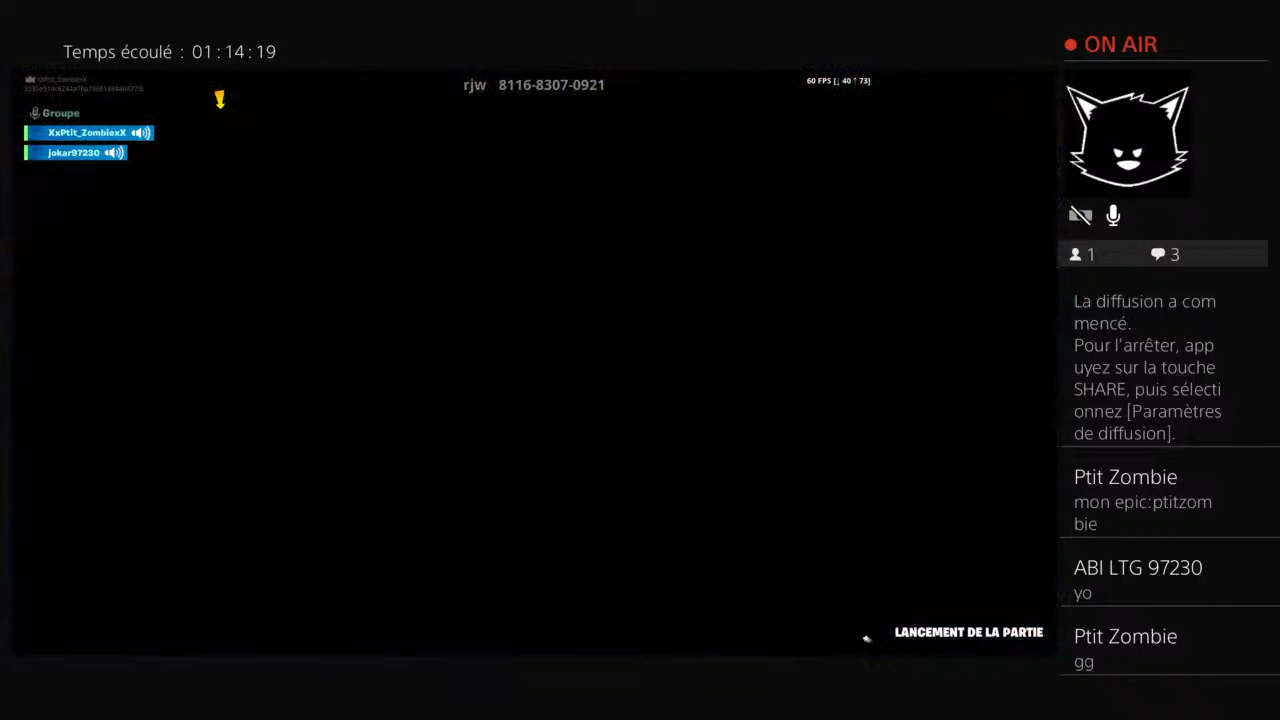 Temps écoulé : 01:14:19
ON AIR
rjw 8116-8307-0921
60 FPS [↓ 40 ↑ 73]
Groupe
XxPtit_ZombiexX
jokar97230
1
3
La diffusion a com
mencé.
Pour l'arrêter, app
uyez sur la touche
SHARE, puis sélecti
onnez [Paramètres
de diffusion].
Ptit Zombie
mon epic:ptitzom
bie
ABI LTG 97230
yo
Ptit Zombie
gg
LANCEMENT DE LA PARTIE